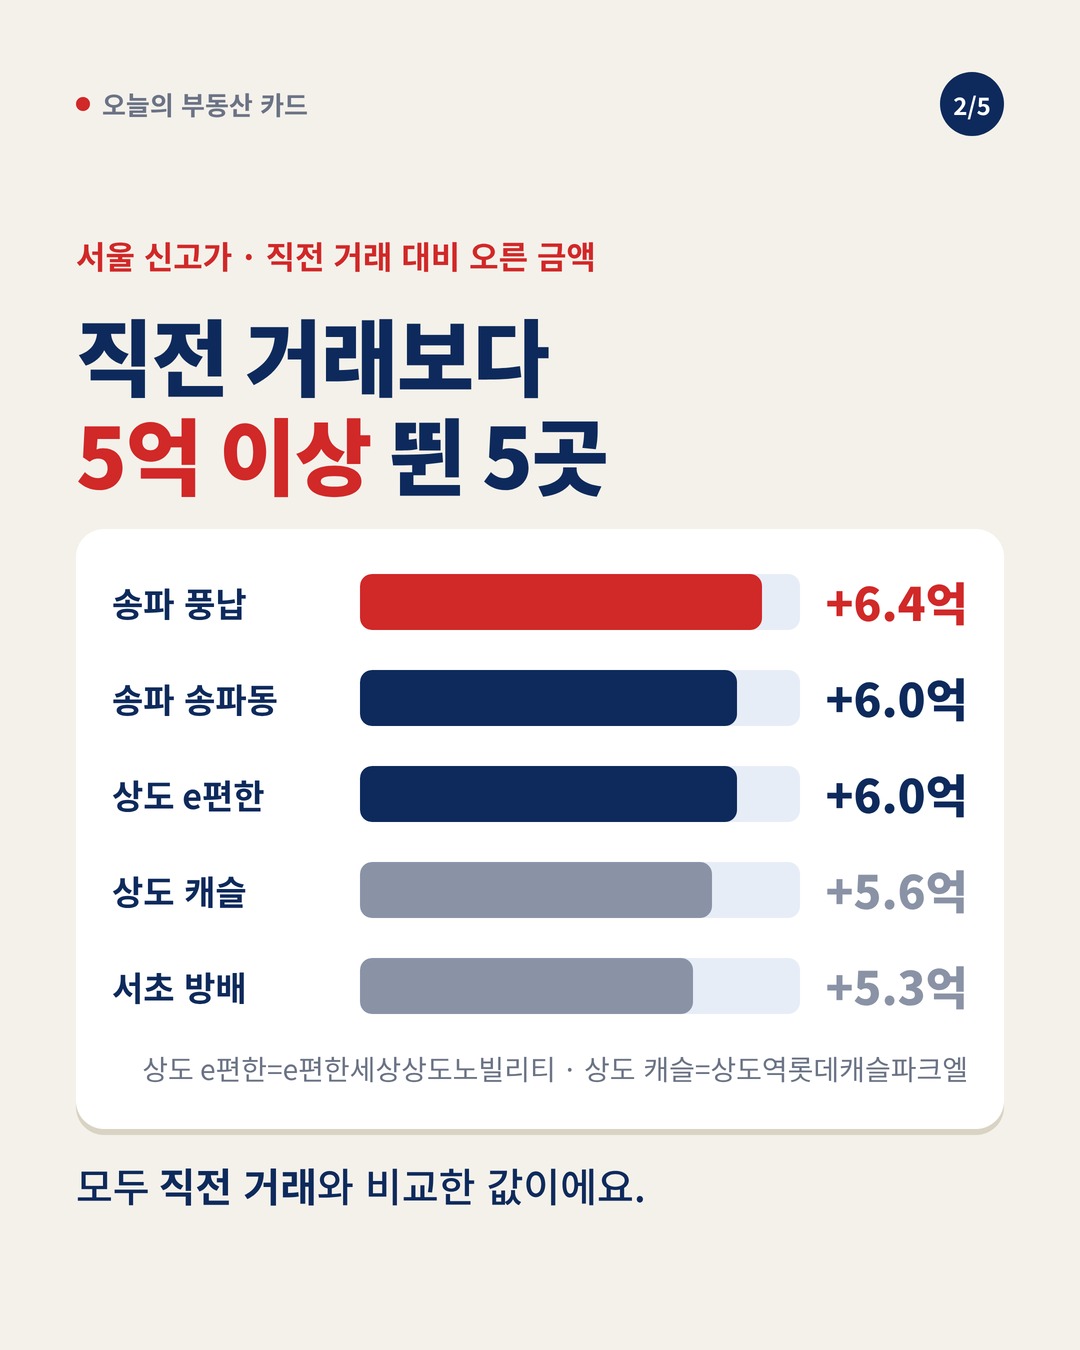 오늘의 부동산 카드
2/5
서울 신고가 · 직전 거래 대비 오른 금액
직전 거래보다
5억 이상 뛴 5곳
송파 풍납 +6.4억
송파 송파동 +6.0억
상도 e편한 +6.0억
상도 캐슬 +5.6억
서초 방배 +5.3억
상도 e편한=e편한세상상도노빌리티 · 상도 캐슬=상도역롯데캐슬파크엘
모두 직전 거래와 비교한 값이에요.